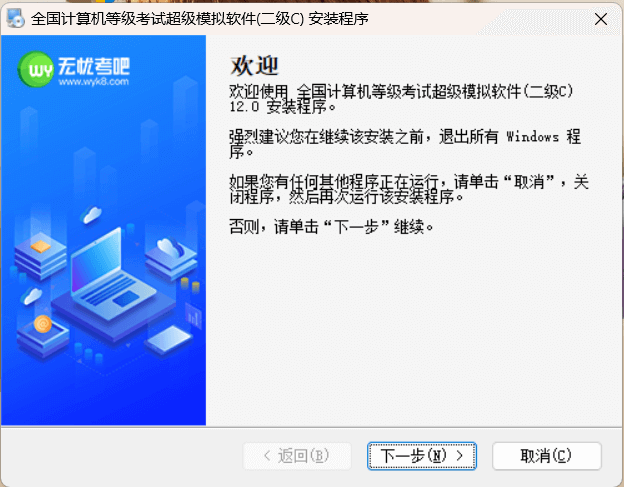 全国计算机等级考试超级模拟软件(二级C) 安装程序
WY 无忧考吧
www.wyk8.com
欢迎
欢迎使用 全国计算机等级考试超级模拟软件(二级C)
12.0 安装程序。
强烈建议您在继续该安装之前，退出所有 Windows 程
序。
如果您有任何其他程序正在运行，请单击“取消”，关
闭程序，然后再次运行该安装程序。
否则，请单击“下一步”继续。
< 返回(B)
下一步(N) >
取消(C)